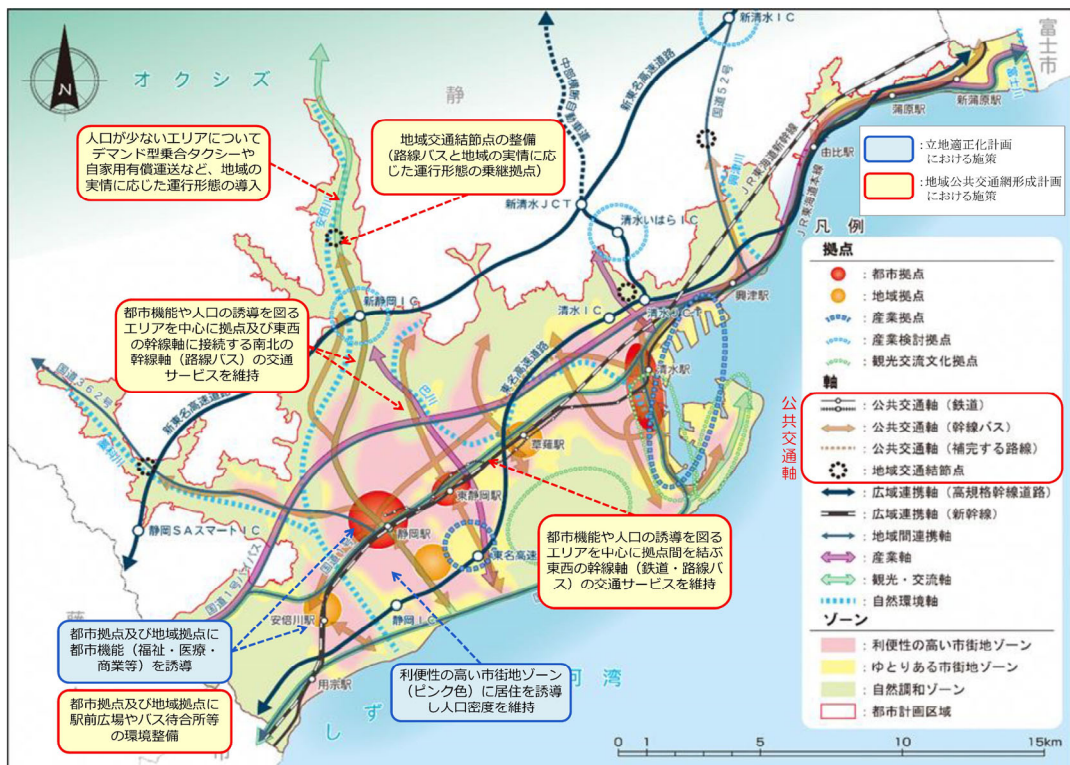 オクシズ
静
富士市
N
新清水IC
中部横断自動車道
新東名高速道路
国道52号
JR東海道新幹線
JR東海道本線
興津川
富士川
蒲原駅
新蒲原駅
由比駅
人口が少ないエリアについて
デマンド型乗合タクシーや
自家用有償運送など、地域の
実情に応じた運行形態の導入
地域交通結節点の整備
(路線バスと地域の実情に応
じた運行形態の乗継拠点)
:立地適正化計画
における施策
:地域公共交通網形成計画
における施策
安倍川
新清水JCT
清水いはらIC
新静岡IC
清水IC
清水JCT
興津駅
清水駅
都市機能や人口の誘導を図る
エリアを中心に拠点及び東西
の幹線軸に接続する南北の
幹線軸(路線バス)の交通
サービスを維持
国道362号
新東名高速道路
藁科川
巴川
東名高速道路
草薙駅
東静岡駅
静岡駅
静岡SAスマートIC
国道1号バイパス
東名高速
静岡IC
安倍川駅
用宗駅
都市機能や人口の誘導を図る
エリアを中心に拠点間を結ぶ
東西の幹線軸(鉄道・路線バ
ス)の交通サービスを維持
都市拠点及び地域拠点に
都市機能(福祉・医療・
商業等)を誘導
利便性の高い市街地ゾーン
(ピンク色)に居住を誘導
し人口密度を維持
都市拠点及び地域拠点に
駅前広場やバス待合所等
の環境整備
市
しず
河湾
凡例
拠点
:都市拠点
:地域拠点
:産業拠点
:産業検討拠点
:観光交流文化拠点
軸
公共交通軸
:公共交通軸(鉄道)
:公共交通軸(幹線バス)
:公共交通軸(補完する路線)
:地域交通結節点
:広域連携軸(高規格幹線道路)
:広域連携軸(新幹線)
:地域間連携軸
:産業軸
:観光・交流軸
:自然環境軸
ゾーン
:利便性の高い市街地ゾーン
:ゆとりある市街地ゾーン
:自然調和ゾーン
:都市計画区域
0 1 5 10 15km